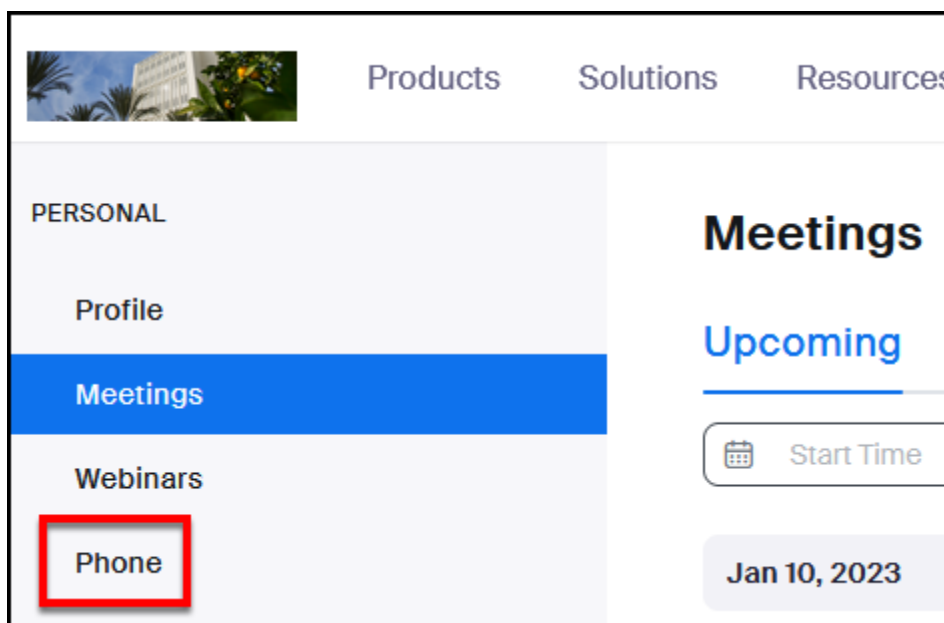 Products Solutions Resources
PERSONAL
Profile
Meetings
Webinars
Phone
Meetings
Upcoming
Start Time
Jan 10, 2023